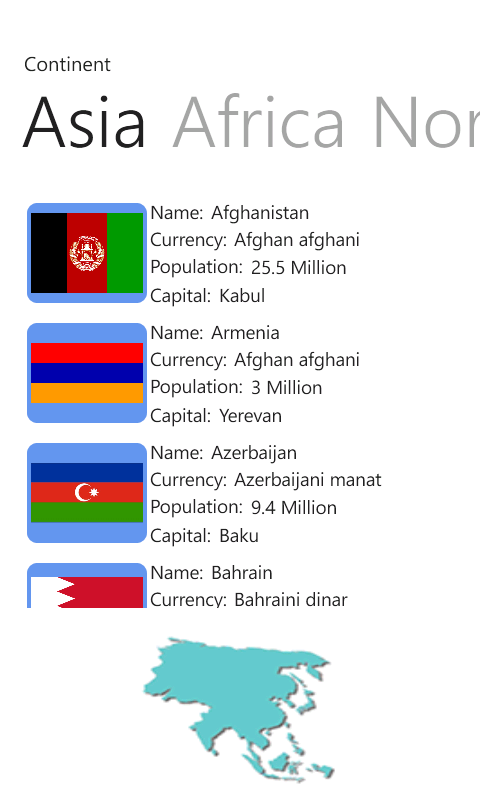 Continent
Asia Africa Nor
Name: Afghanistan
Currency: Afghan afghani
Population: 25.5 Million
Capital: Kabul
Name: Armenia
Currency: Afghan afghani
Population: 3 Million
Capital: Yerevan
Name: Azerbaijan
Currency: Azerbaijani manat
Population: 9.4 Million
Capital: Baku
Name: Bahrain
Currency: Bahraini dinar